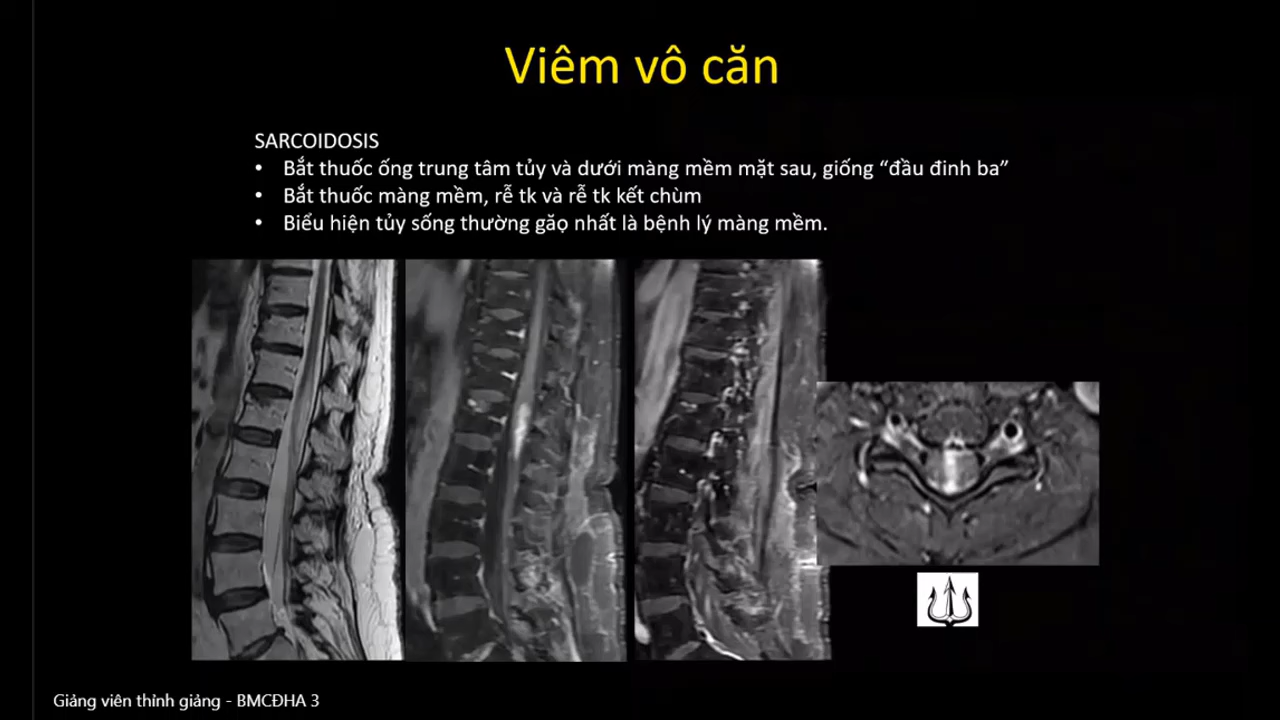 Viêm vô căn
SARCOIDOSIS
• Bắt thuốc ống trung tâm tủy và dưới màng mềm mặt sau, giống “đầu đinh ba”
• Bắt thuốc màng mềm, rễ tk và rễ tk kết chùm
• Biểu hiện tủy sống thường găọ nhất là bệnh lý màng mềm.
Giảng viên thỉnh giảng - BMCĐHA 3